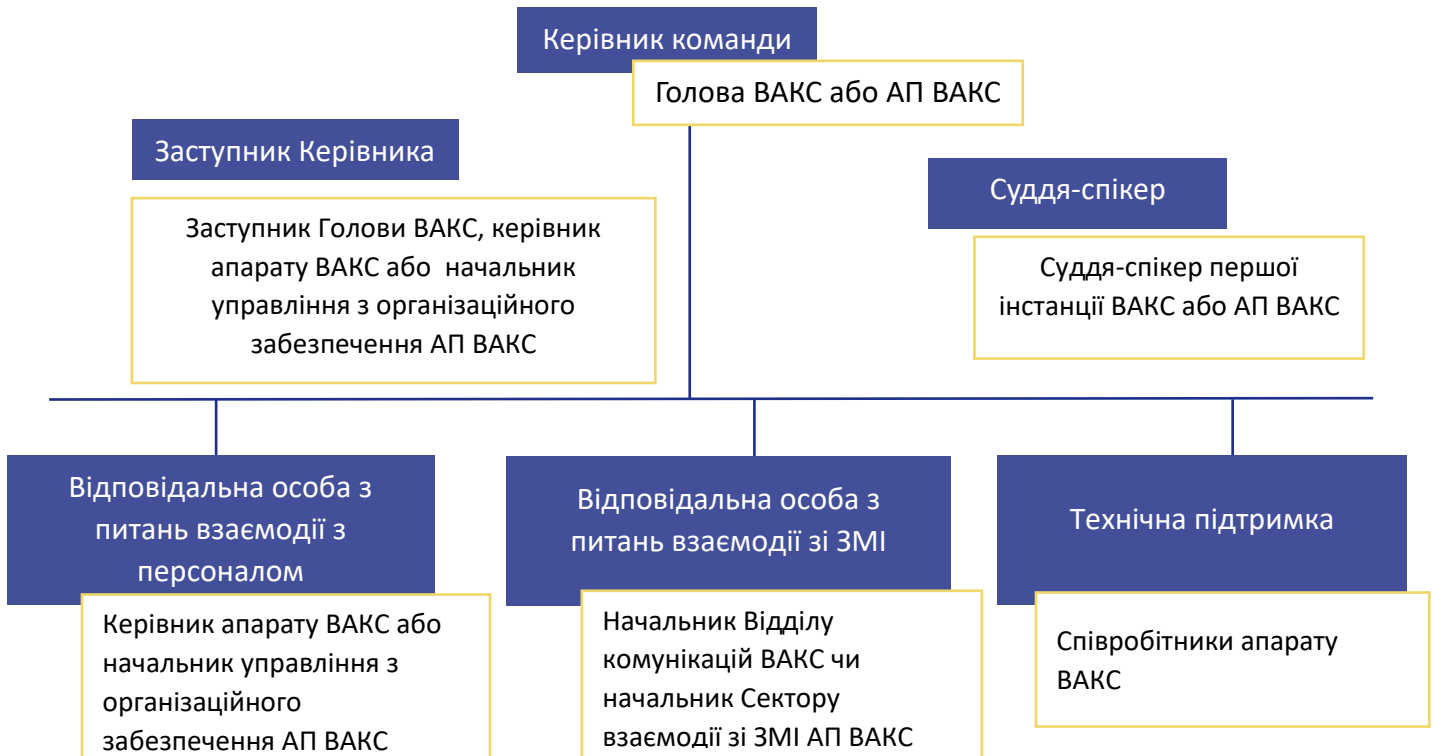 Керівник команди
Голова ВАКС або АП ВАКС
Заступник Керівника
Заступник Голови ВАКС, керівник
апарату ВАКС або  начальник
управління з організаційного
забезпечення АП ВАКС
Суддя-спікер
Суддя-спікер першої
інстанції ВАКС або АП ВАКС
Відповідальна особа з
питань взаємодії з
персоналом
Керівник апарату ВАКС або
начальник управління з
організаційного
забезпечення АП ВАКС
Відповідальна особа з
питань взаємодії зі ЗМІ
Начальник Відділу
комунікацій ВАКС чи
начальник Сектору
взаємодії зі ЗМІ АП ВАКС
Технічна підтримка
Співробітники апарату
ВАКС